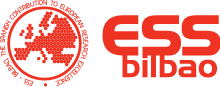 ESS - BILBAO, THE SPANISH CONTRIBUTION TO EUROPEAN RESEARCH EXCELLENCE
ESS
bilbao